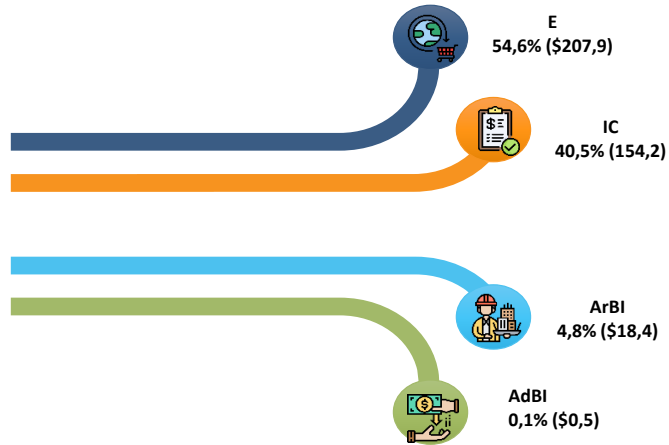 E
54,6% ($207,9)
IC
40,5% (154,2)
ArBI
4,8% ($18,4)
AdBI
0,1% ($0,5)